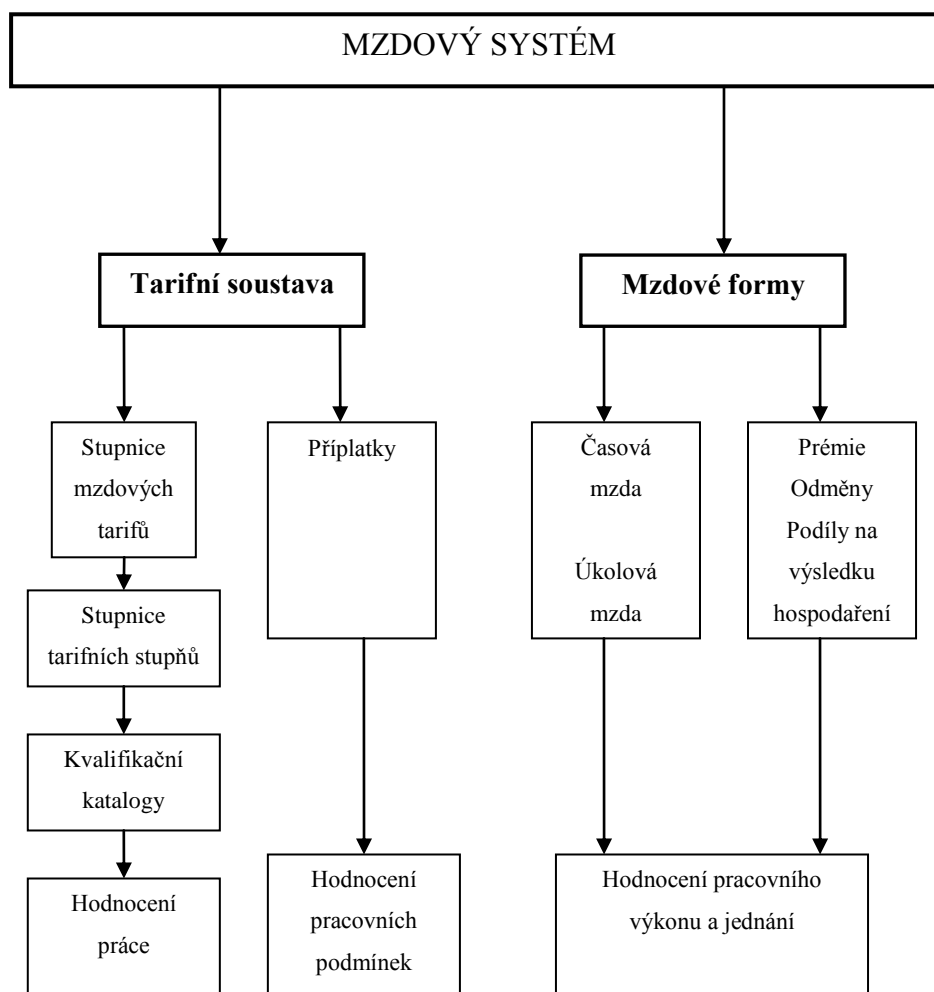 MZDOVÝ SYSTÉM
Tarifní soustava
Mzdové formy
Stupnice
mzdových
tarifů
Příplatky
Časová
mzda
Úkolová
mzda
Prémie
Odměny
Podíly na
výsledku
hospodaření
Stupnice
tarifních stupňů
Kvalifikační
katalogy
Hodnocení
práce
Hodnocení
pracovních
podmínek
Hodnocení pracovního
výkonu a jednání